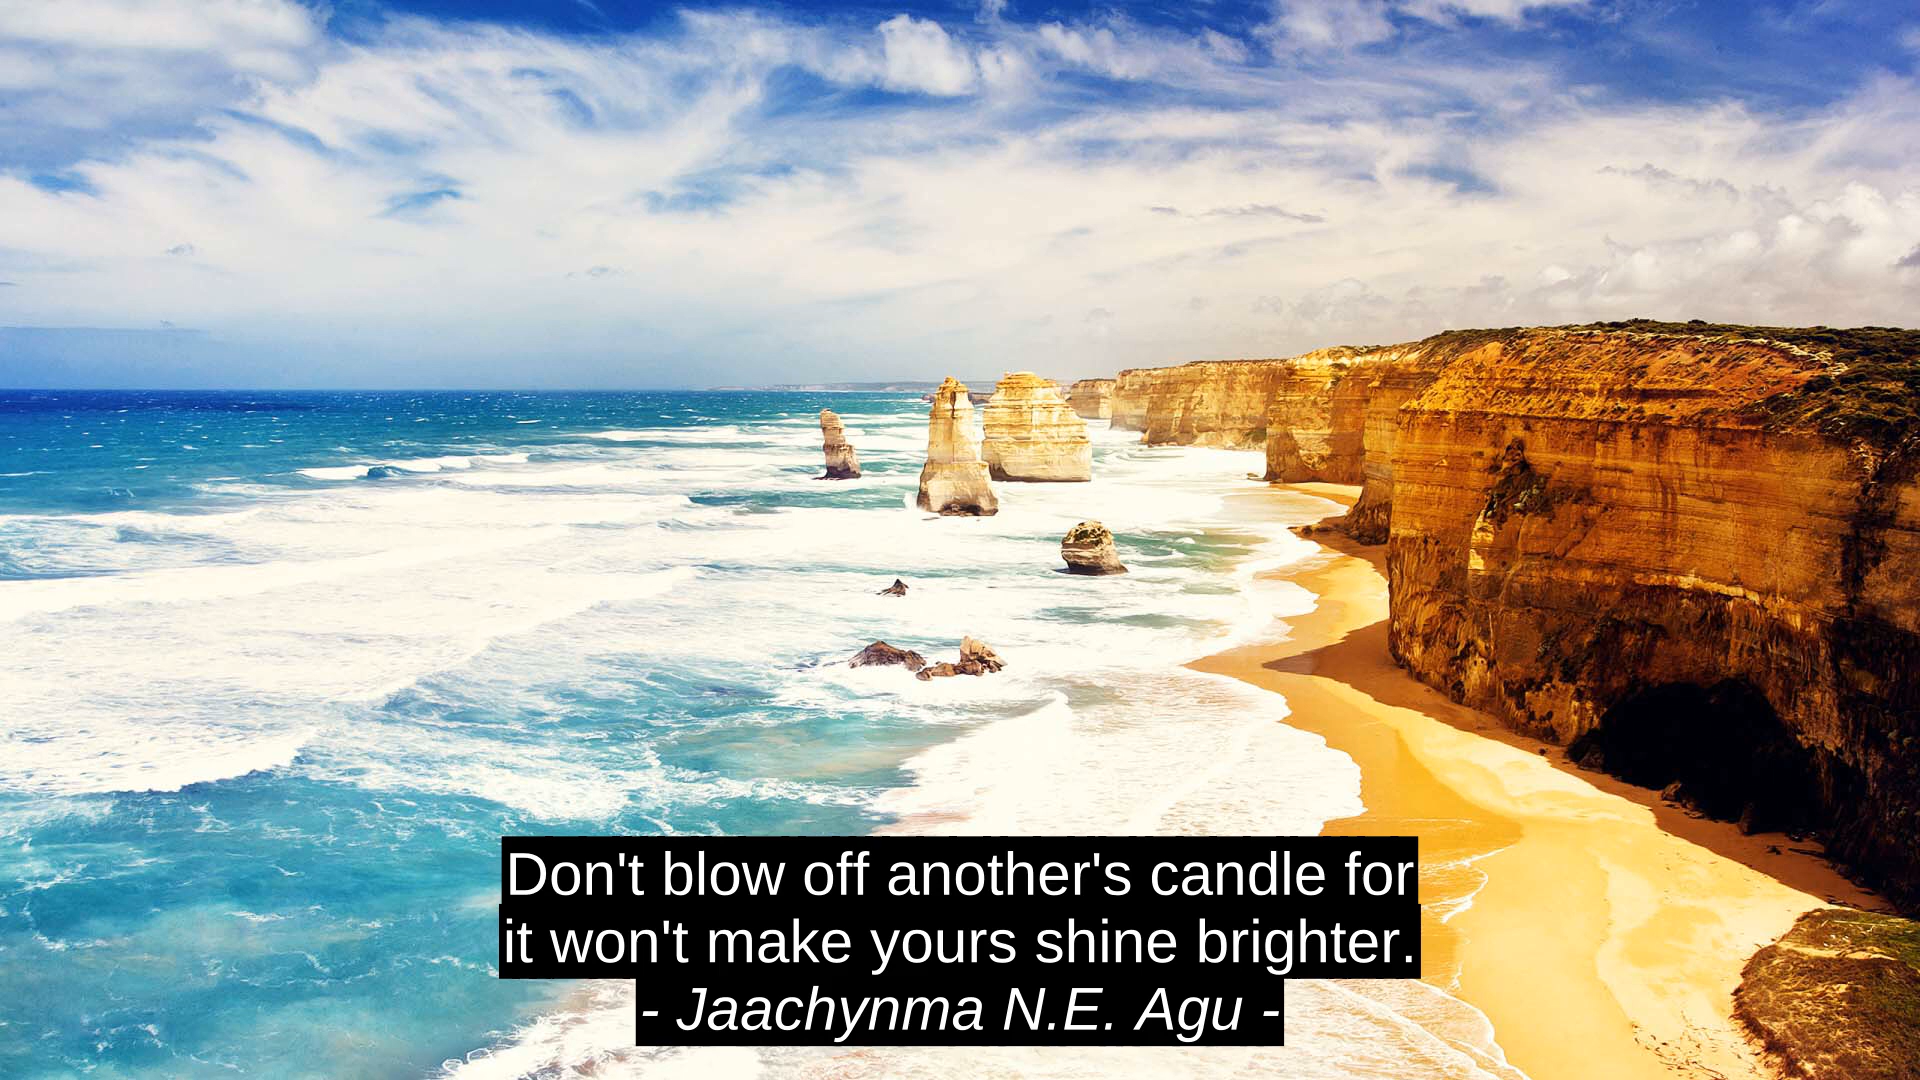 Don't blow off another's candle for
it won't make yours shine brighter.
- Jaachynma N.E. Agu -